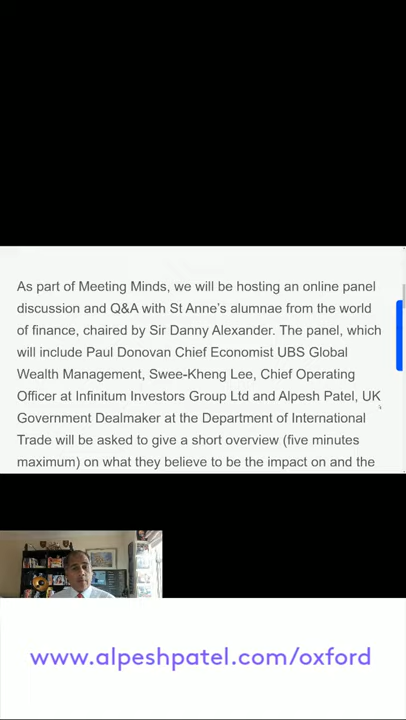 As part of Meeting Minds, we will be hosting an online panel
discussion and Q&A with St Anne's alumnae from the world
of finance, chaired by Sir Danny Alexander. The panel, which
will include Paul Donovan Chief Economist UBS Global
Wealth Management, Swee-Kheng Lee, Chief Operating
Officer at Infinitum Investors Group Ltd and Alpesh Patel, UK
Government Dealmaker at the Department of International
Trade will be asked to give a short overview (five minutes
maximum) on what they believe to be the impact on and the
www.alpeshpatel.com/oxford